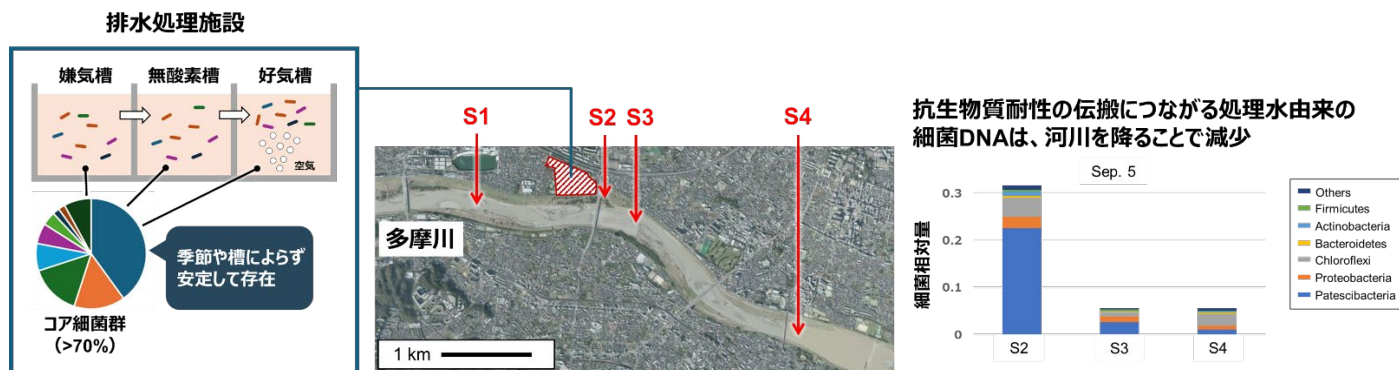 排水処理施設
嫌気槽
無酸素槽
好気槽
空気
季節や槽によらず
安定して存在
コア細菌群
(>70%)
S1
S2
S3
S4
多摩川
1 km
抗生物質耐性の伝搬につながる処理水由来の
細菌DNAは、河川を降ることで減少
Sep. 5
細菌相対量
0.3
0.2
0.1
0
S2
S3
S4
Others
Firmicutes
Actinobacteria
Bacteroidetes
Chloroflexi
Proteobacteria
Patescibacteria